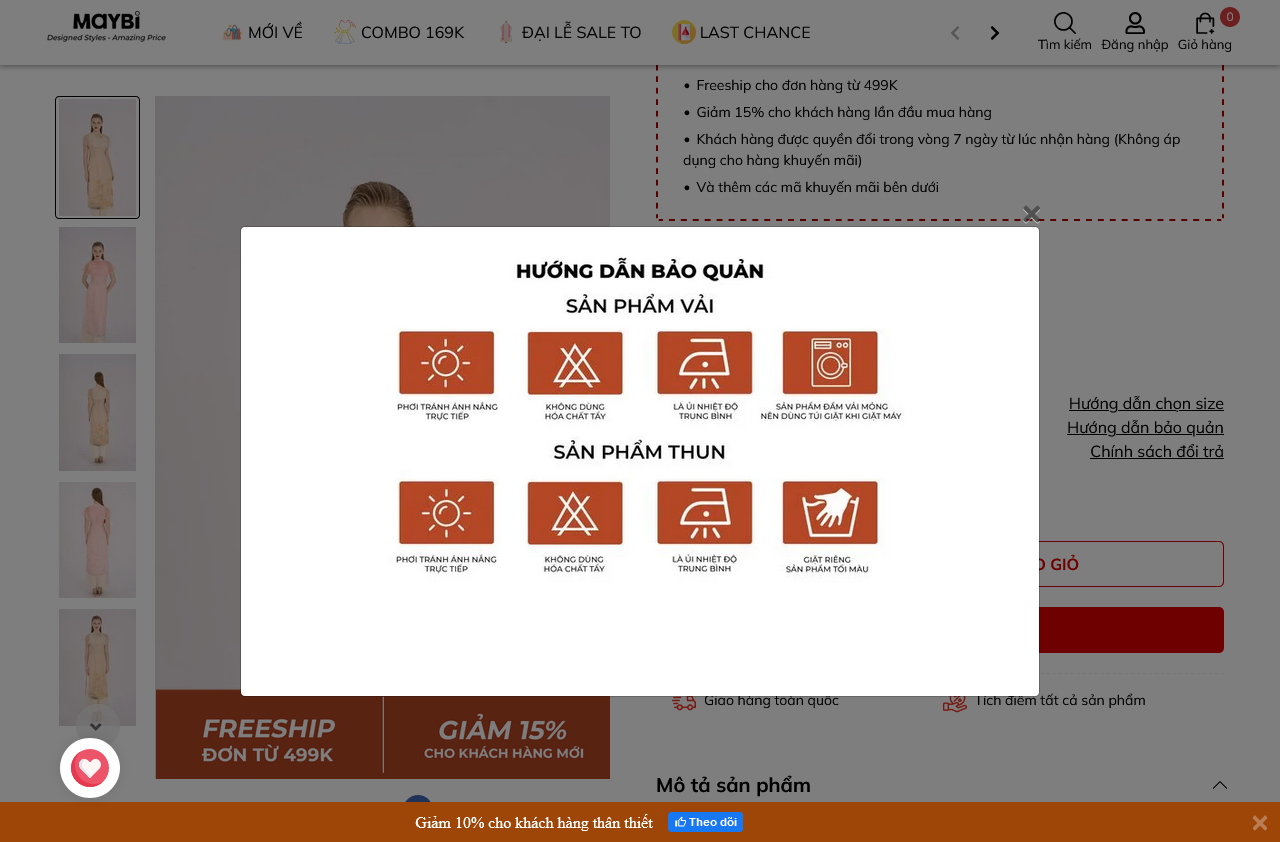 MAYBi
Designed Styles - Amazing Price
MỚI VỀ
COMBO 169K
ĐẠI LỄ SALE TO
LAST CHANCE
Tìm kiếm
Đăng nhập
Giỏ hàng
0
• Freeship cho đơn hàng từ 499K
• Giảm 15% cho khách hàng lần đầu mua hàng
• Khách hàng được quyền đổi trong vòng 7 ngày từ lúc nhận hàng (Không áp
dụng cho hàng khuyến mãi)
• Và thêm các mã khuyến mãi bên dưới
HƯỚNG DẪN BẢO QUẢN
SẢN PHẨM VẢI
PHƠI TRÁNH ÁNH NẮNG
TRỰC TIẾP
KHÔNG DÙNG
HÓA CHẤT TẨY
LÀ ỦI NHIỆT ĐỘ
TRUNG BÌNH
SẢN PHẨM ĐẦM VẢI MỎNG
NÊN DÙNG TÚI GIẶT KHI GIẶT MÁY
SẢN PHẨM THUN
PHƠI TRÁNH ÁNH NẮNG
TRỰC TIẾP
KHÔNG DÙNG
HÓA CHẤT TẨY
LÀ ỦI NHIỆT ĐỘ
TRUNG BÌNH
GIẶT RIÊNG
SẢN PHẨM TỐI MÀU
Hướng dẫn chọn size
Hướng dẫn bảo quản
Chính sách đổi trả
GIỎ
Giao hàng toàn quốc
Tích điểm tất cả sản phẩm
FREESHIP
ĐƠN TỪ 499K
GIẢM 15%
CHO KHÁCH HÀNG MỚI
Mô tả sản phẩm
Giảm 10% cho khách hàng thân thiết
Theo dõi